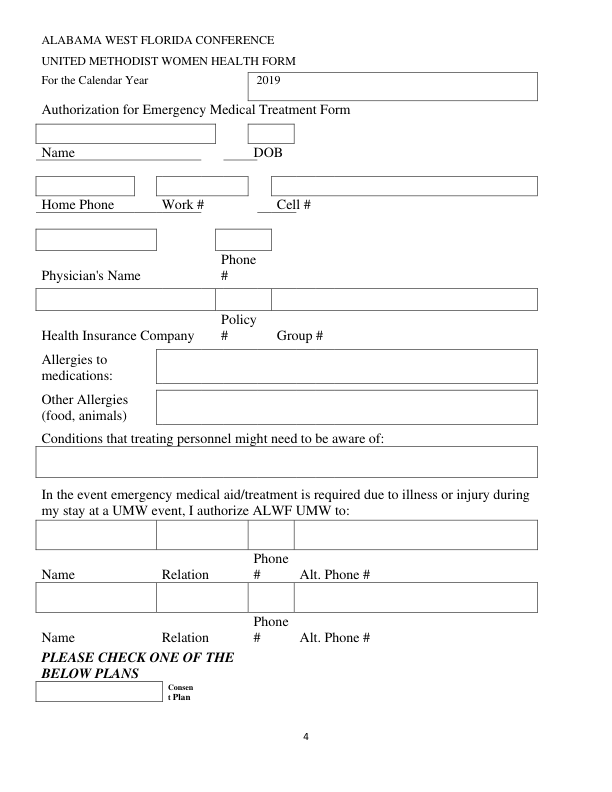 ALABAMA WEST FLORIDA CONFERENCE
UNITED METHODIST WOMEN HEALTH FORM
For the Calendar Year 2019
Authorization for Emergency Medical Treatment Form
Name DOB
Home Phone Work # Cell #
Phone
Physician's Name #
Policy
Health Insurance Company # Group #
Allergies to
medications:
Other Allergies
(food, animals)
Conditions that treating personnel might need to be aware of:
In the event emergency medical aid/treatment is required due to illness or injury during
my stay at a UMW event, I authorize ALWF UMW to:
Phone
Name Relation # Alt. Phone #
Phone
Name Relation # Alt. Phone #
PLEASE CHECK ONE OF THE
BELOW PLANS
Consen
t Plan
4